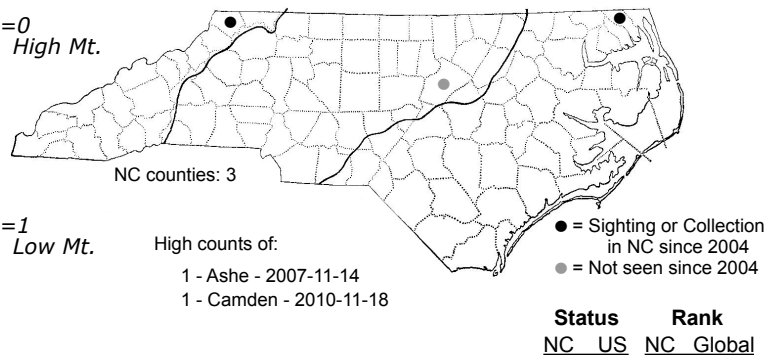 =0
High Mt.
NC counties: 3
=1
Low Mt.
High counts of:
1 - Ashe - 2007-11-14
1 - Camden - 2010-11-18
● = Sighting or Collection
in NC since 2004
● = Not seen since 2004
Status Rank
NC US NC Global